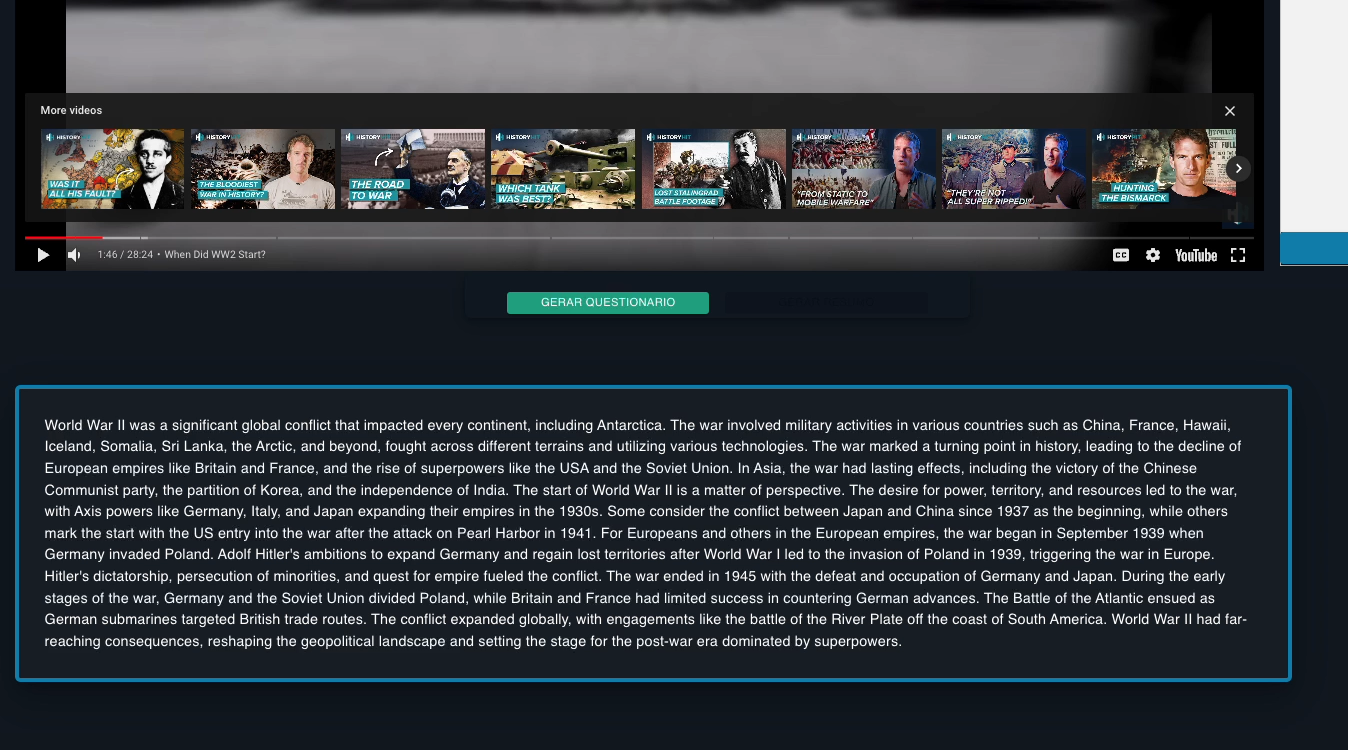 More videos
HISTORY HIT
WAS IT
ALL HIS FAULT?
HISTORY HIT
THE BLOODIEST
WAR IN HISTORY?
HISTORY HIT
THE ROAD
TO WAR
HISTORY HIT
WHICH TANK
WAS BEST?
HISTORY HIT
LOST STALINGRAD
BATTLE FOOTAGE
HISTORY HIT
"FROM STATIC TO
MOBILE WARFARE"
HISTORY HIT
"THEY'RE NOT
ALL SUPER RIPPED!"
HISTORY HIT
HUNTING
THE BISMARCK
1:46 / 28:24 • When Did WW2 Start?
CC
YouTube
GERAR QUESTIONARIO
World War II was a significant global conflict that impacted every continent, including Antarctica. The war involved military activities in various countries such as China, France, Hawaii,
Iceland, Somalia, Sri Lanka, the Arctic, and beyond, fought across different terrains and utilizing various technologies. The war marked a turning point in history, leading to the decline of
European empires like Britain and France, and the rise of superpowers like the USA and the Soviet Union. In Asia, the war had lasting effects, including the victory of the Chinese
Communist party, the partition of Korea, and the independence of India. The start of World War II is a matter of perspective. The desire for power, territory, and resources led to the war,
with Axis powers like Germany, Italy, and Japan expanding their empires in the 1930s. Some consider the conflict between Japan and China since 1937 as the beginning, while others
mark the start with the US entry into the war after the attack on Pearl Harbor in 1941. For Europeans and others in the European empires, the war began in September 1939 when
Germany invaded Poland. Adolf Hitler's ambitions to expand Germany and regain lost territories after World War I led to the invasion of Poland in 1939, triggering the war in Europe.
Hitler's dictatorship, persecution of minorities, and quest for empire fueled the conflict. The war ended in 1945 with the defeat and occupation of Germany and Japan. During the early
stages of the war, Germany and the Soviet Union divided Poland, while Britain and France had limited success in countering German advances. The Battle of the Atlantic ensued as
German submarines targeted British trade routes. The conflict expanded globally, with engagements like the battle of the River Plate off the coast of South America. World War II had far-
reaching consequences, reshaping the geopolitical landscape and setting the stage for the post-war era dominated by superpowers.